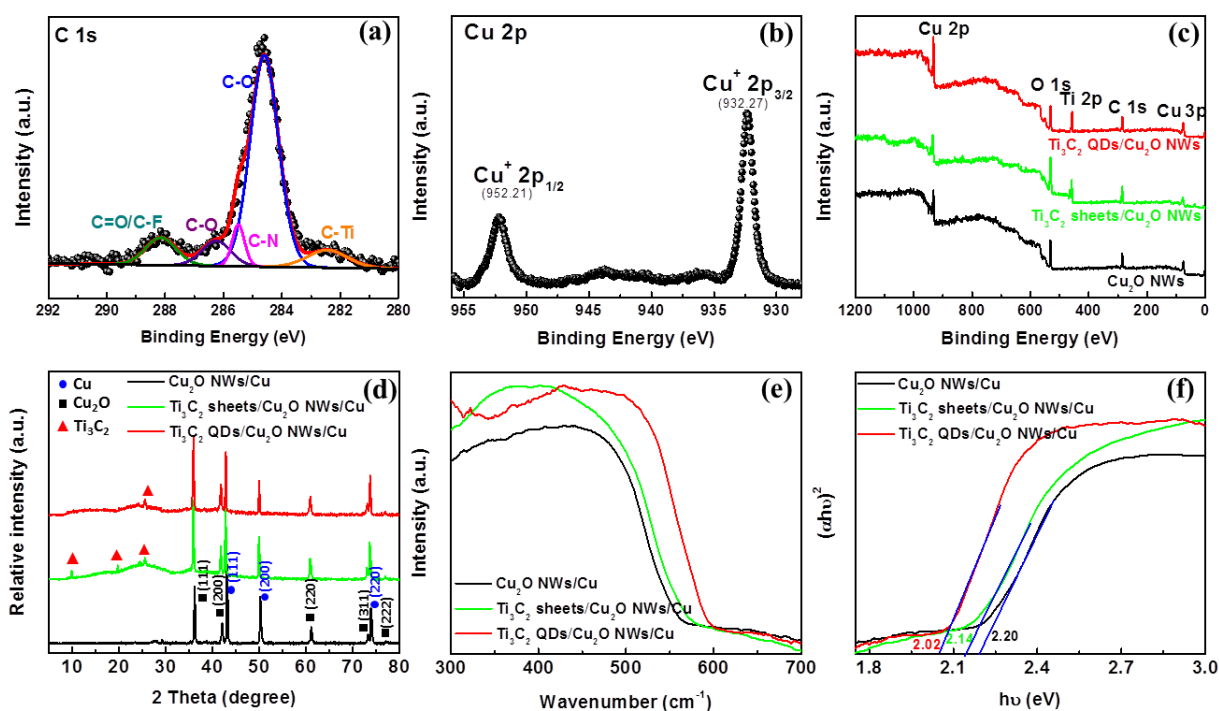 C 1s
(a)
C-O
C=O/C-F
C-O
C-N
C-Ti
Intensity (a.u.)
292 290 288 286 284 282 280
Binding Energy (eV)
Cu 2p
(b)
Cu⁺ 2p₃/₂
(932.27)
Cu⁺ 2p₁/₂
(952.21)
Intensity (a.u.)
955 950 945 940 935 930
Binding Energy (eV)
(c)
Cu 2p
O 1s
Ti 2p
C 1s
Cu 3p
Ti₃C₂ QDs/Cu₂O NWs
Ti₃C₂ sheets/Cu₂O NWs
Cu₂O NWs
Intensity (a.u.)
1200 1000 800 600 400 200 0
Binding Energy (eV)
(d)
Cu
Cu₂O
Ti₃C₂
Cu₂O NWs/Cu
Ti₃C₂ sheets/Cu₂O NWs/Cu
Ti₃C₂ QDs/Cu₂O NWs/Cu
(111)
(200)
(111)
(200)
(220)
(311)
(220)
(222)
Relative intensity (a.u.)
10 20 30 40 50 60 70 80
2 Theta (degree)
(e)
Cu₂O NWs/Cu
Ti₃C₂ sheets/Cu₂O NWs/Cu
Ti₃C₂ QDs/Cu₂O NWs/Cu
Intensity (a.u.)
300 400 500 600 700
Wavenumber (cm⁻¹)
(f)
Cu₂O NWs/Cu
Ti₃C₂ sheets/Cu₂O NWs/Cu
Ti₃C₂ QDs/Cu₂O NWs/Cu
2.02
2.14
2.20
(αhυ)²
1.8 2.1 2.4 2.7 3.0
hυ (eV)